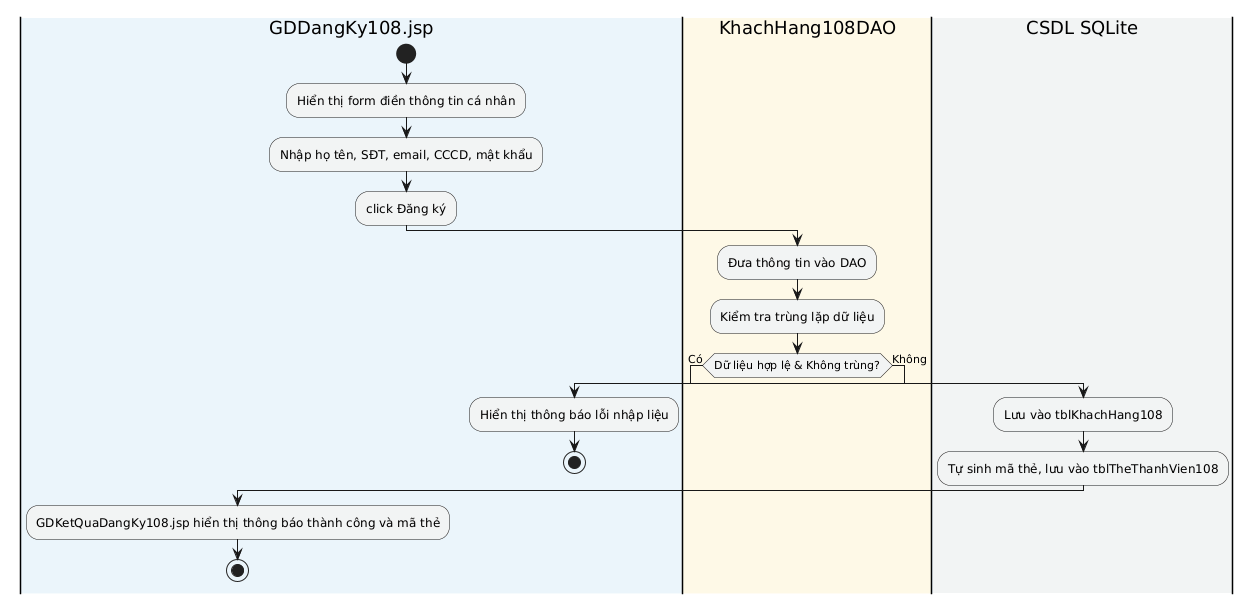 GDDangKy108.jsp
KhachHang108DAO
CSDL SQLite
Hiển thị form điền thông tin cá nhân
Nhập họ tên, SĐT, email, CCCD, mật khẩu
click Đăng ký
Đưa thông tin vào DAO
Kiểm tra trùng lặp dữ liệu
Có
Dữ liệu hợp lệ & Không trùng?
Không
Hiển thị thông báo lỗi nhập liệu
Lưu vào tblKhachHang108
Tự sinh mã thẻ, lưu vào tblTheThanhVien108
GDKetQuaDangKy108.jsp hiển thị thông báo thành công và mã thẻ